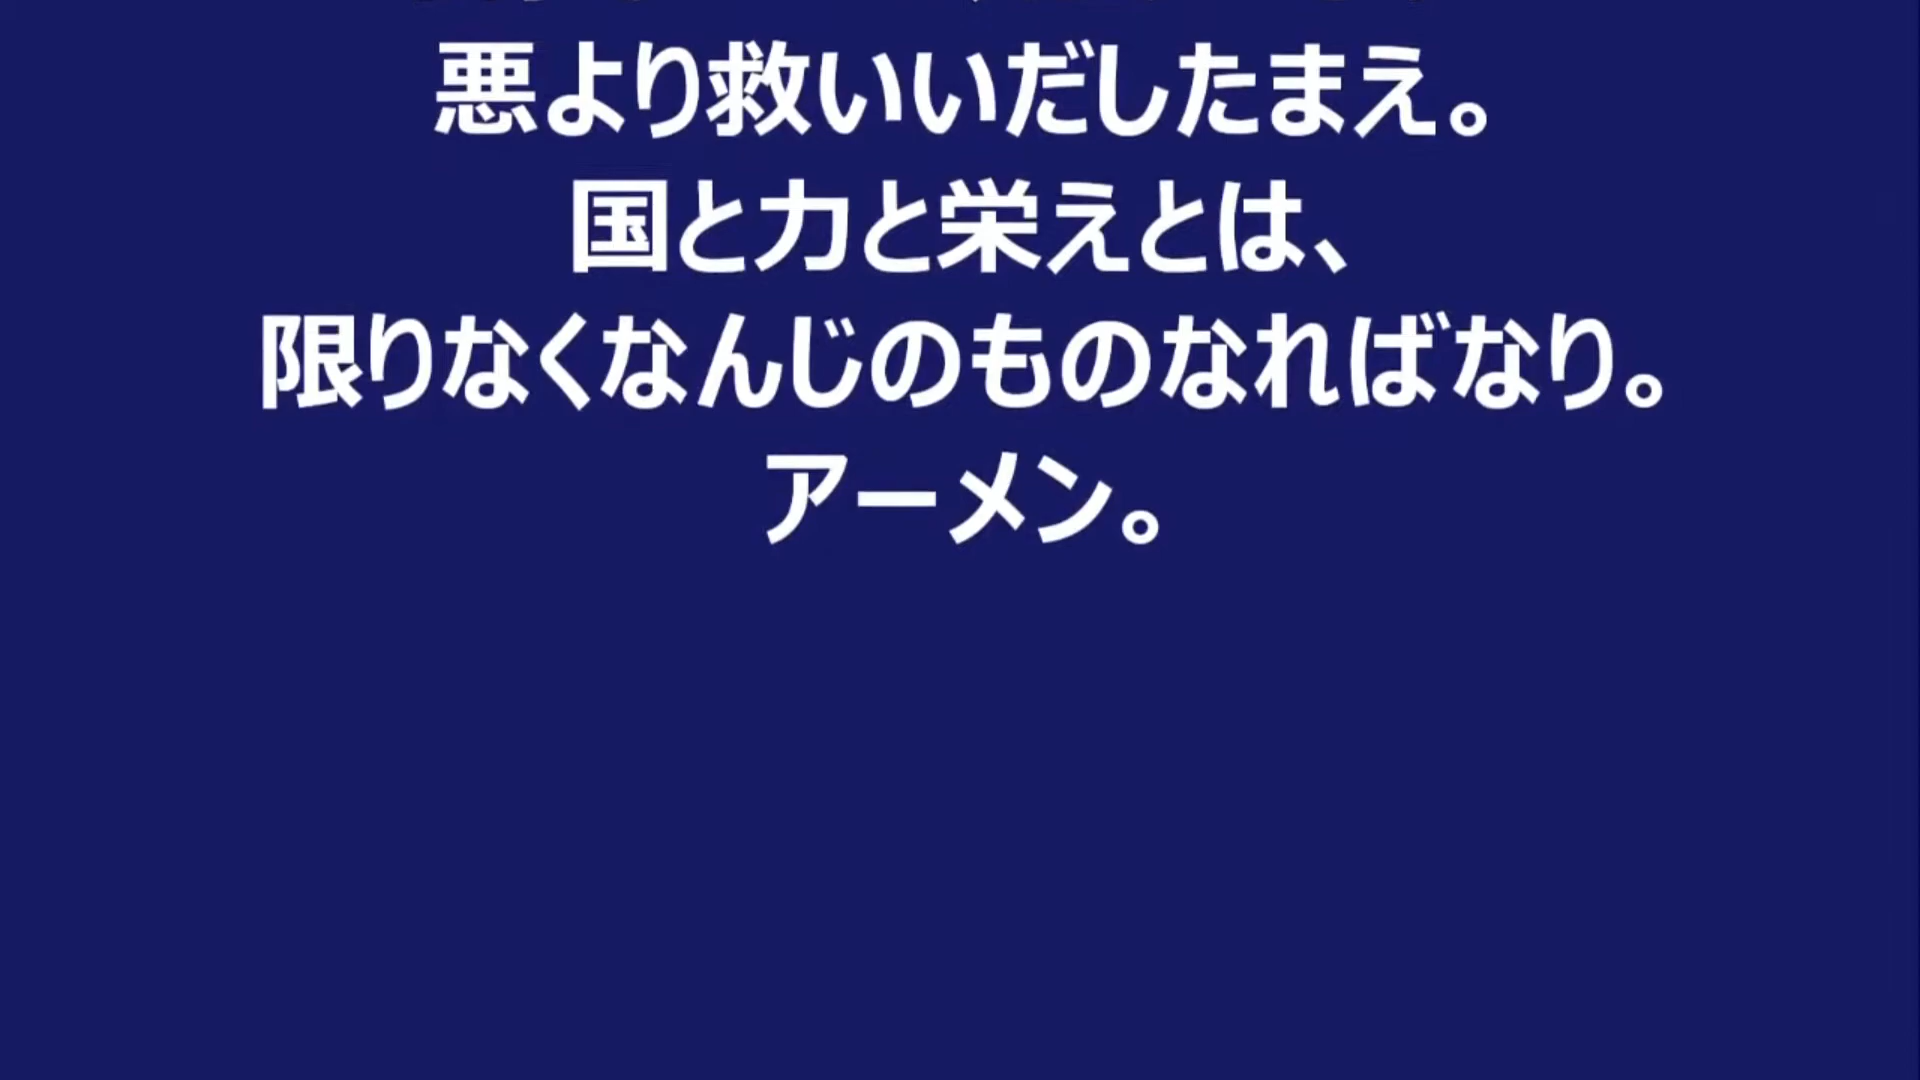 悪より救いいだしたまえ。
国と力と栄えとは、
限りなくなんじのものなればなり。
アーメン。